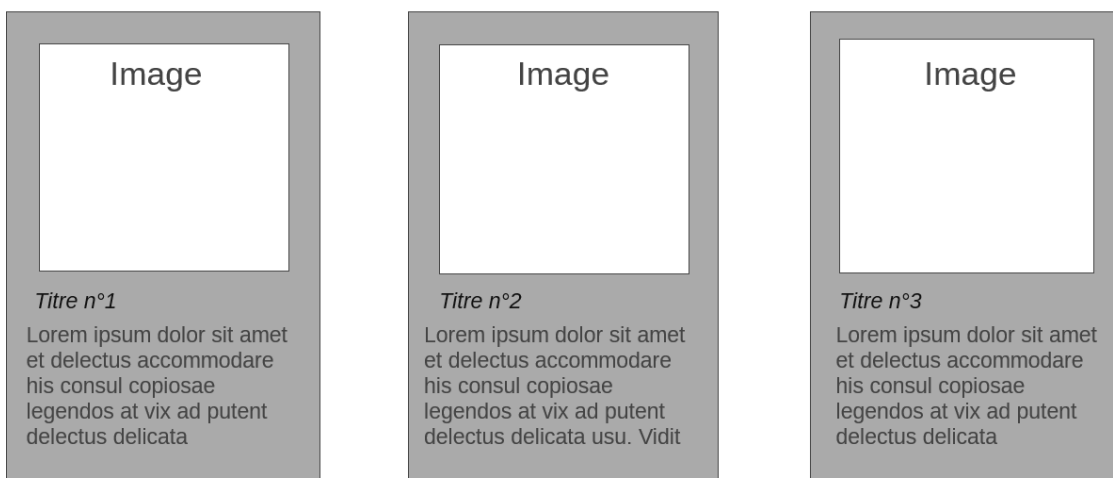 Image
Titre n°1
Lorem ipsum dolor sit amet
et delectus accommodare
his consul copiosae
legendos at vix ad putent
delectus delicata
Image
Titre n°2
Lorem ipsum dolor sit amet
et delectus accommodare
his consul copiosae
legendos at vix ad putent
delectus delicata usu. Vidit
Image
Titre n°3
Lorem ipsum dolor sit amet
et delectus accommodare
his consul copiosae
legendos at vix ad putent
delectus delicata